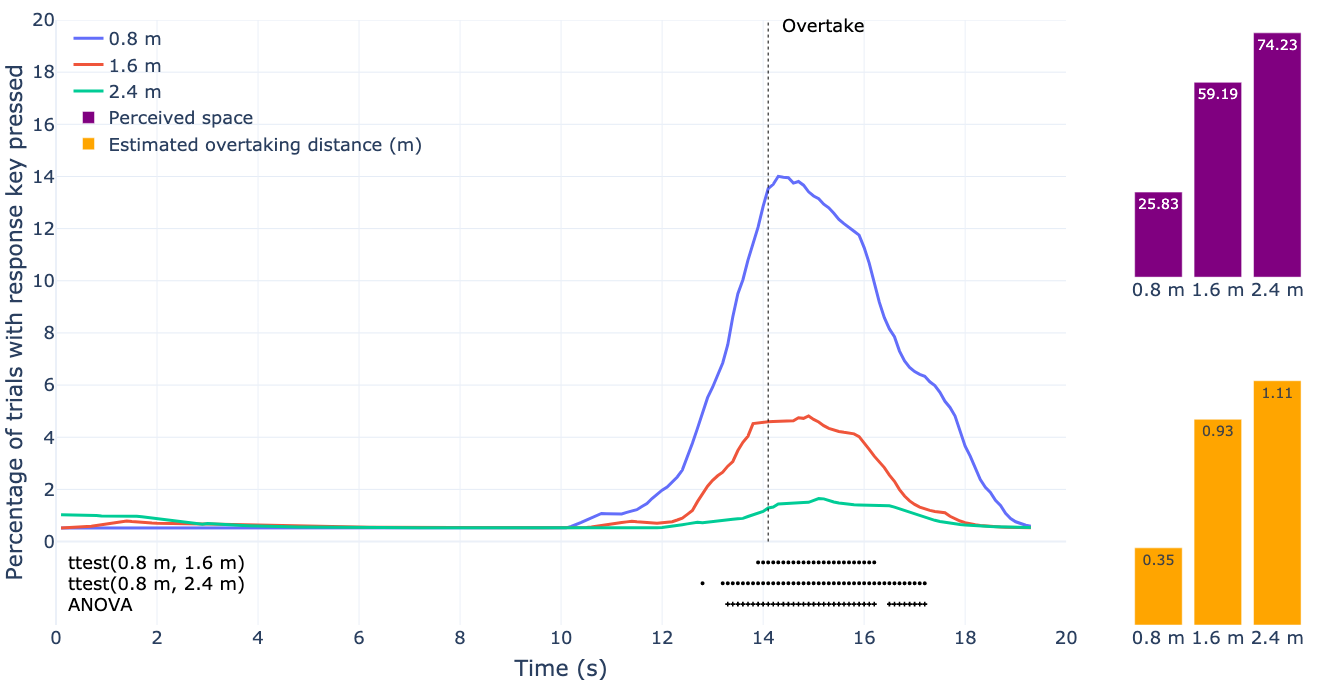 Percentage of trials with response key pressed
20
18
16
14
12
10
8
6
4
2
0
0.8 m
1.6 m
2.4 m
Perceived space
Estimated overtaking distance (m)
Overtake
ttest(0.8 m, 1.6 m)
ttest(0.8 m, 2.4 m)
ANOVA
0 2 4 6 8 10 12 14 16 18 20
Time (s)
25.83 59.19 74.23
0.8 m 1.6 m 2.4 m
0.35 0.93 1.11
0.8 m 1.6 m 2.4 m